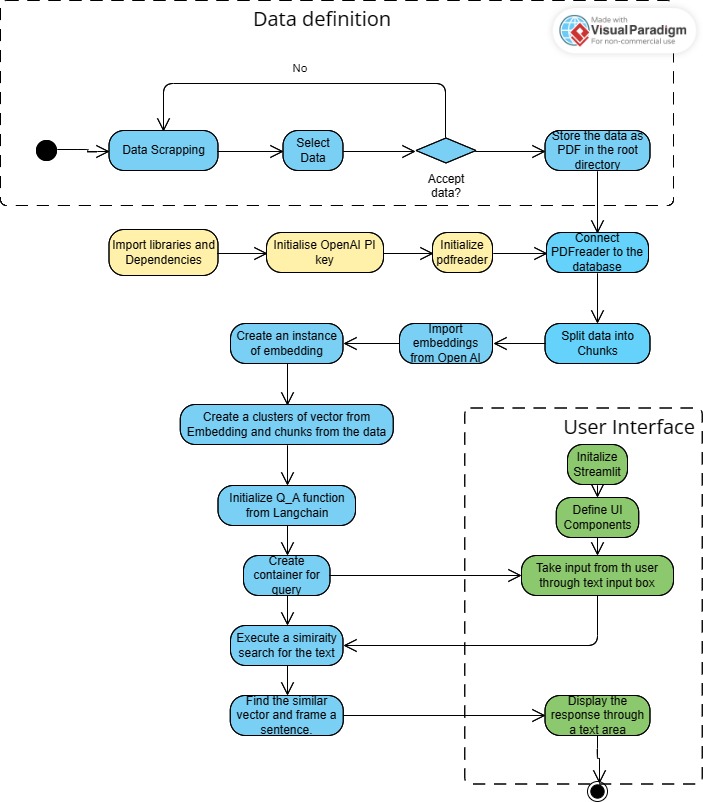 Data definition
Made with
VisualParadigm
For non-commercial use
No
Data Scrapping
Select
Data
Accept
data?
Store the data as
PDF in the root
directory
Import libraries and
Dependencies
Initialise OpenAI PI
key
Initialize
pdfreader
Connect
PDFreader to the
database
Create an instance
of embedding
Import
embeddings
from Open AI
Split data into
Chunks
Create a clusters of vector from
Embedding and chunks from the data
User Interface
Initalize
Streamlit
Initialize Q_A function
from Langchain
Define UI
Components
Create
container for
query
Take input from th user
through text input box
Execute a simiraity
search for the text
Find the similar
vector and frame a
sentence.
Display the
response through
a text area